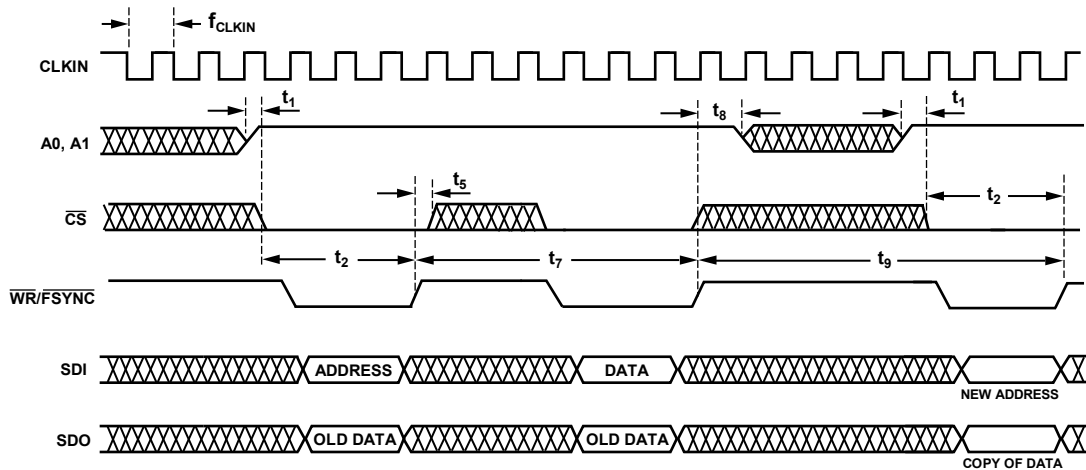 fCLKIN
CLKIN
t1
t8
t1
A0, A1
t5
t2
CS
t2
t7
t9
WR/FSYNC
SDI
ADDRESS
DATA
NEW ADDRESS
SDO
OLD DATA
OLD DATA
COPY OF DATA